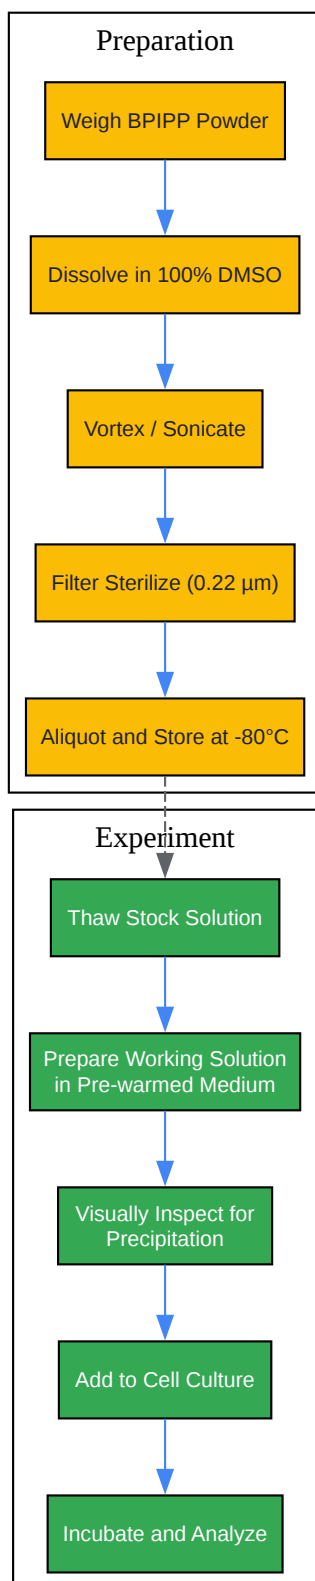 Preparation
Weigh BPIPP Powder
Dissolve in 100% DMSO
Vortex / Sonicate
Filter Sterilize (0.22 µm)
Aliquot and Store at -80°C
Experiment
Thaw Stock Solution
Prepare Working Solution
in Pre-warmed Medium
Visually Inspect for
Precipitation
Add to Cell Culture
Incubate and Analyze